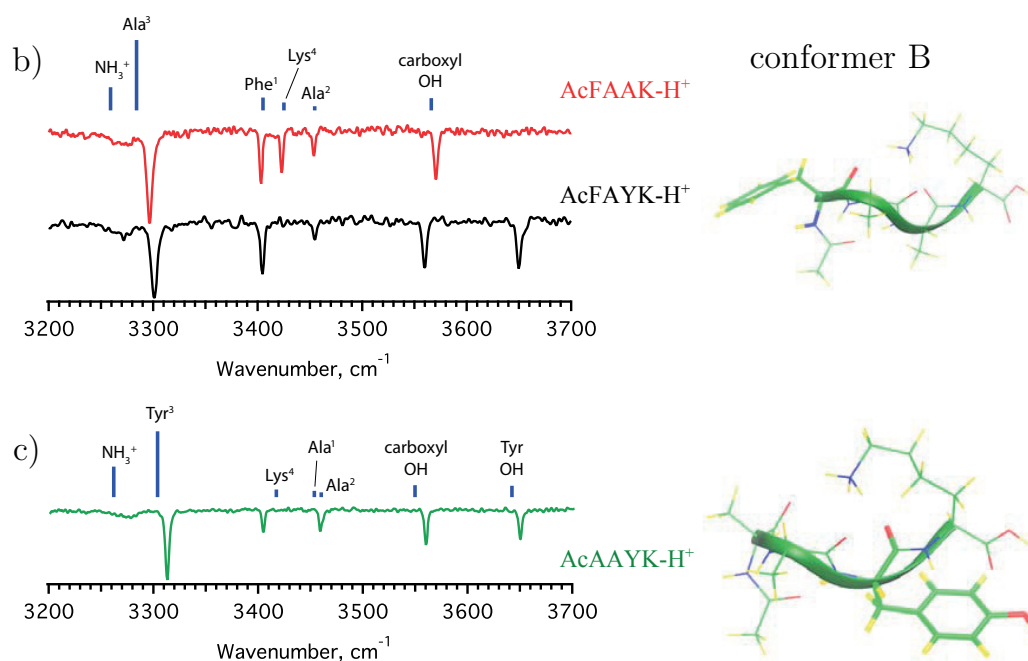 b)
conformer B
Ala³
NH₃⁺
Phe¹
Lys⁴
Ala²
carboxyl
OH
AcFAAK-H⁺
AcFAYK-H⁺
3200 3300 3400 3500 3600 3700
Wavenumber, cm⁻¹
c)
Tyr³
NH₃⁺
Lys⁴
Ala¹
Ala²
carboxyl
OH
Tyr
OH
AcAAYK-H⁺
3200 3300 3400 3500 3600 3700
Wavenumber, cm⁻¹